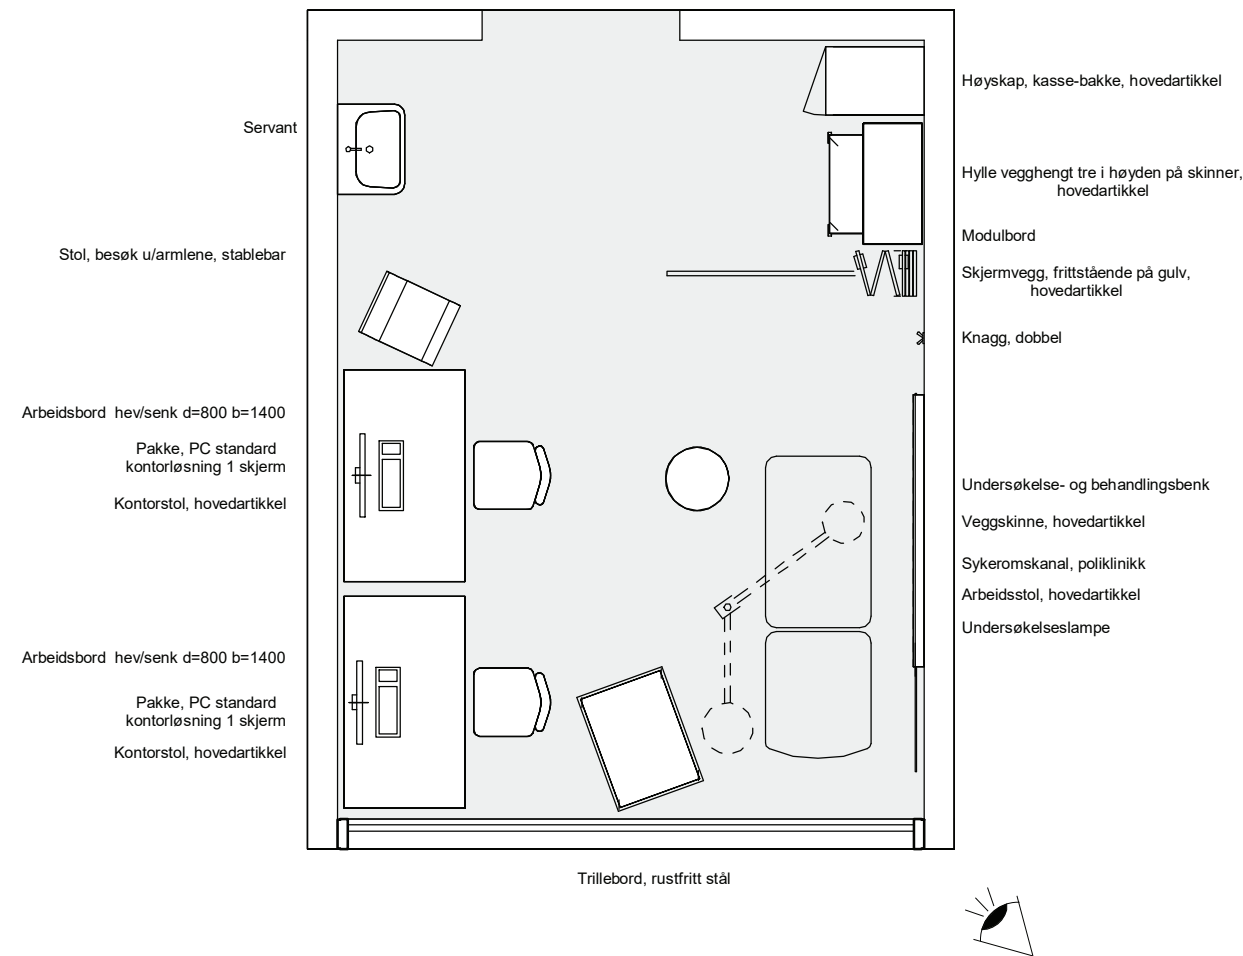 Servant
Stol, besøk u/armlene, stablebar
Arbeidsbord  hev/senk d=800 b=1400
Pakke, PC standard
kontorløsning 1 skjerm
Kontorstol, hovedartikkel
Arbeidsbord  hev/senk d=800 b=1400
Pakke, PC standard
kontorløsning 1 skjerm
Kontorstol, hovedartikkel
Høyskap, kasse-bakke, hovedartikkel
Hylle vegghengt tre i høyden på skinner,
hovedartikkel
Modulbord
Skjermvegg, frittstående på gulv,
hovedartikkel
Knagg, dobbel
Undersøkelse- og behandlingsbenk
Veggskinne, hovedartikkel
Sykeromskanal, poliklinikk
Arbeidsstol, hovedartikkel
Undersøkelseslampe
Trillebord, rustfritt stål